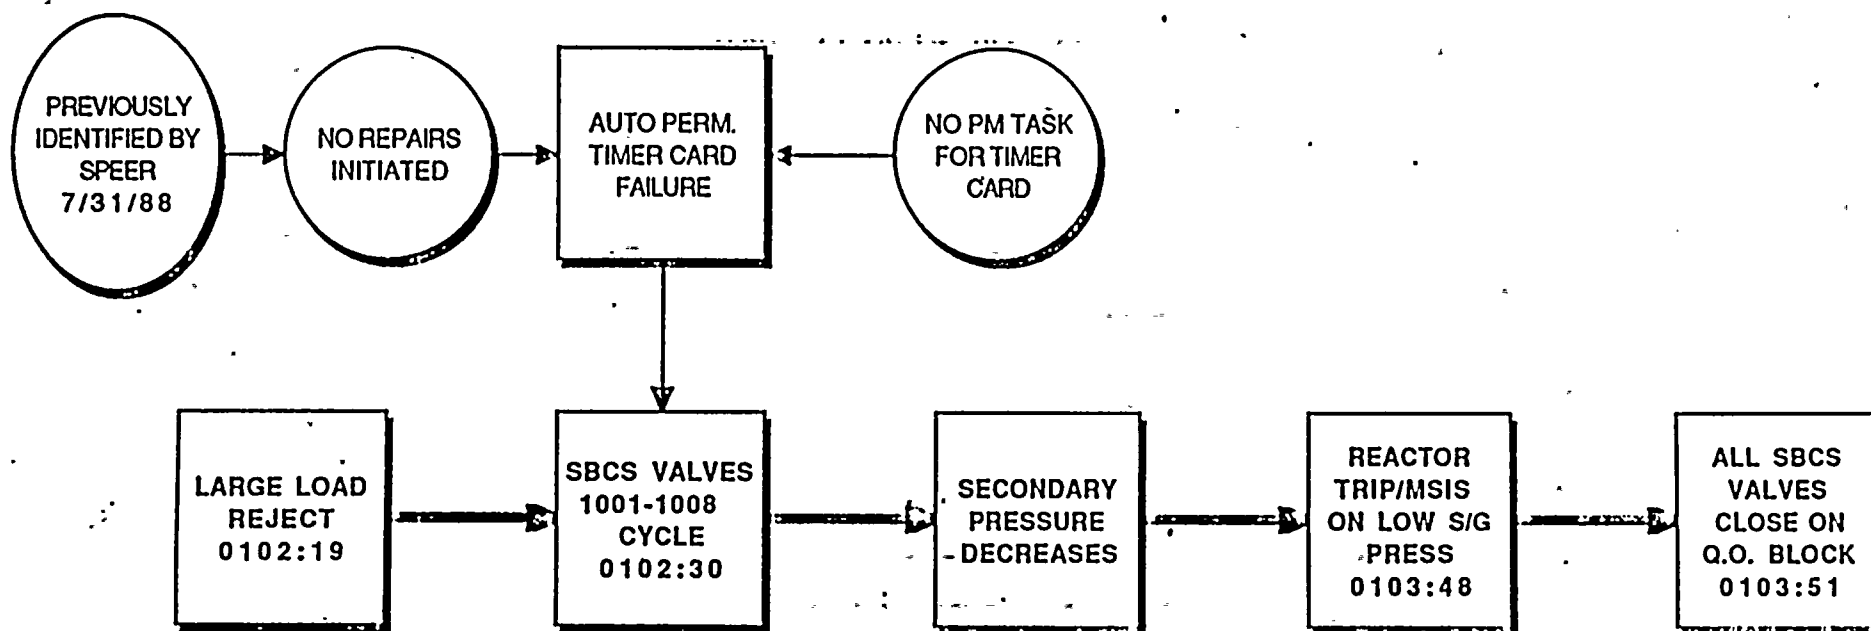 PREVIOUSLY
IDENTIFIED BY
SPEER
7/31/88
NO REPAIRS
INITIATED
AUTO PERM.
TIMER CARD
FAILURE
NO PM TASK
FOR TIMER
CARD
LARGE LOAD
REJECT
0102:19
SBCS VALVES
1001-1008
CYCLE
0102:30
SECONDARY
PRESSURE
DECREASES
REACTOR
TRIP/MSIS
ON LOW S/G
PRESS
0103:48
ALL SBCS
VALVES
CLOSE ON
Q.O. BLOCK
0103:51